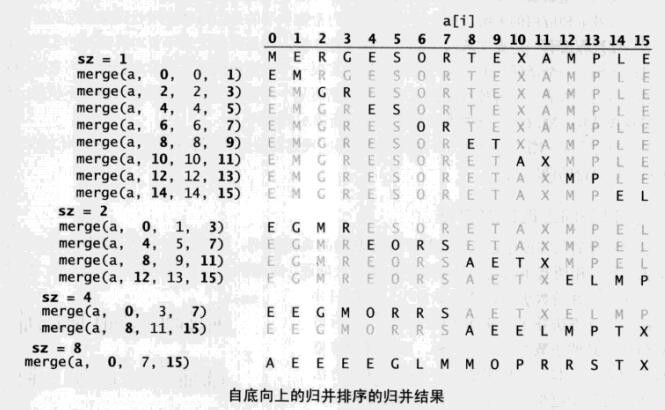 a[i]
0 1 2 3 4 5 6 7 8 9 10 11 12 13 14 15
sz = 1 M E R G E S O R T E X A M P L E
merge(a, 0, 0, 1) E M R G E S O R T E X A M P L E
merge(a, 2, 2, 3) E M G R E S O R T E X A M P L E
merge(a, 4, 4, 5) E M G R E S O R T E X A M P L E
merge(a, 6, 6, 7) E M G R E S O R T E X A M P L E
merge(a, 8, 8, 9) E M G R E S O R E T X A M P L E
merge(a, 10, 10, 11) E M G R E S O R E T A X M P L E
merge(a, 12, 12, 13) E M G R E S O R E T A X M P L E
merge(a, 14, 14, 15) E M G R E S O R E T A X M P E L
sz = 2
merge(a, 0, 1, 3) E G M R E S O R E T A X M P E L
merge(a, 4, 5, 7) E G M R E O R S E T A X M P E L
merge(a, 8, 9, 11) E G M R E O R S A E T X M P E L
merge(a, 12, 13, 15) E G M R E O R S A E T X E L M P
sz = 4
merge(a, 0, 3, 7) E E G M O R R S A E T X E L M P
merge(a, 8, 11, 15) E E G M O R R S A E E L M P T X
sz = 8
merge(a, 0, 7, 15) A E E E E G L M M O P R R S T X
自底向上的归并排序的归并结果